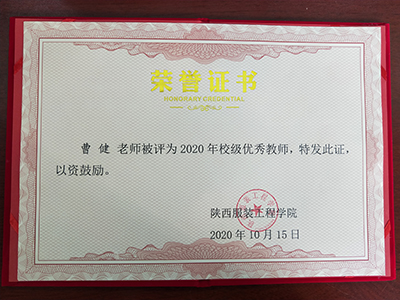 荣誉证书
HONORARY CREDENTIAL
曹 健 老师被评为2020年校级优秀教师，特发此证，
以资鼓励。
陕西服装工程学院
2020年10月15日